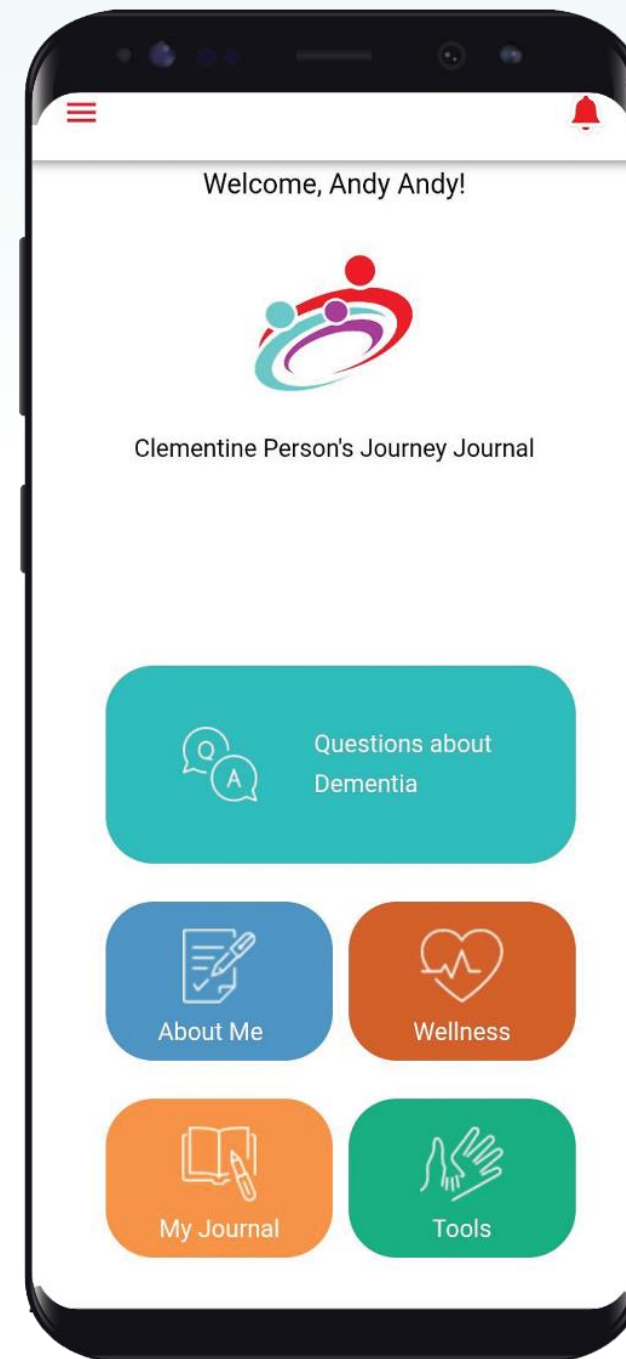 Welcome, Andy Andy!
Clementine Person's Journey Journal
Q
A
Questions about
Dementia
About Me
Wellness
My Journal
Tools